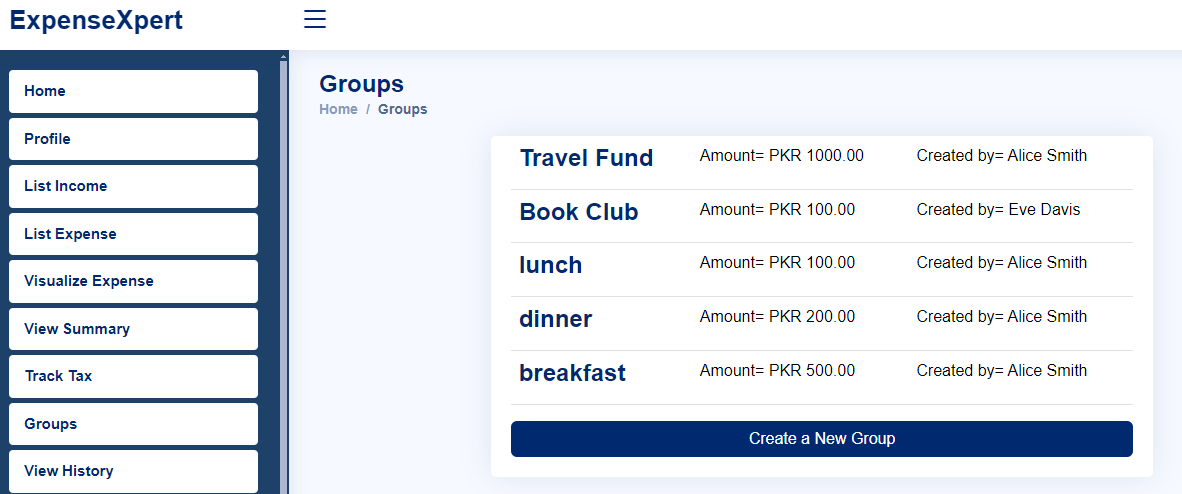 ExpenseXpert
Home
Profile
List Income
List Expense
Visualize Expense
View Summary
Track Tax
Groups
View History
Groups
Home / Groups
Travel Fund Amount= PKR 1000.00 Created by= Alice Smith
Book Club Amount= PKR 100.00 Created by= Eve Davis
lunch Amount= PKR 100.00 Created by= Alice Smith
dinner Amount= PKR 200.00 Created by= Alice Smith
breakfast Amount= PKR 500.00 Created by= Alice Smith
Create a New Group